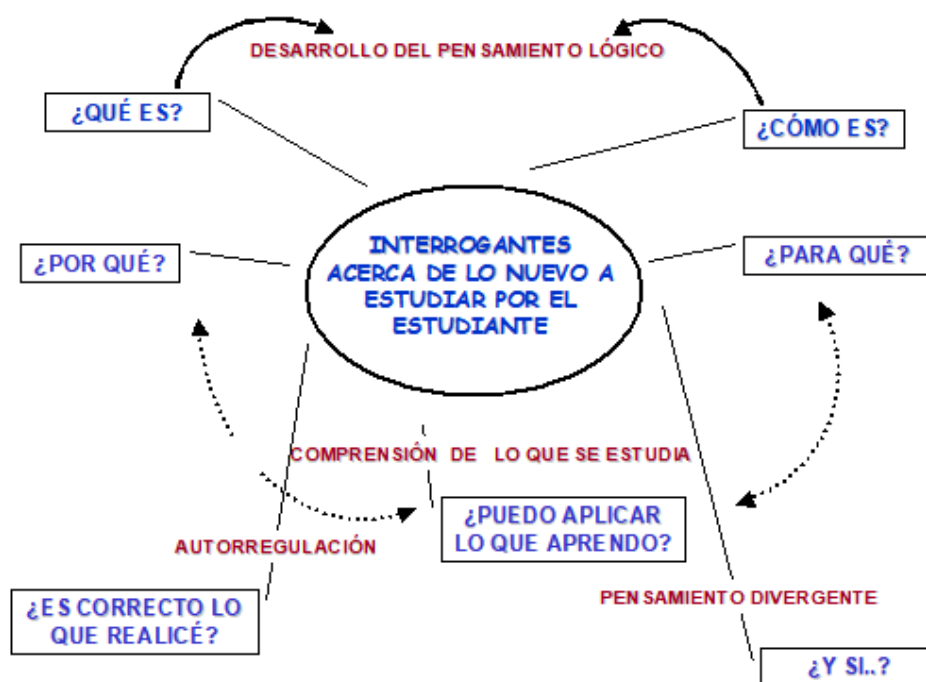 DESARROLLO DEL PENSAMIENTO LÓGICO
¿QUÉ ES?
¿CÓMO ES?
INTERROGANTES
ACERCA DE LO NUEVO A
ESTUDIAR POR EL
ESTUDIANTE
¿POR QUÉ?
¿PARA QUÉ?
COMPRENSIÓN DE LO QUE SE ESTUDIA
¿PUEDO APLICAR
LO QUE APRENDO?
AUTORREGULACIÓN
¿ES CORRECTO LO
QUE REALICÉ?
PENSAMIENTO DIVERGENTE
¿Y SI..?